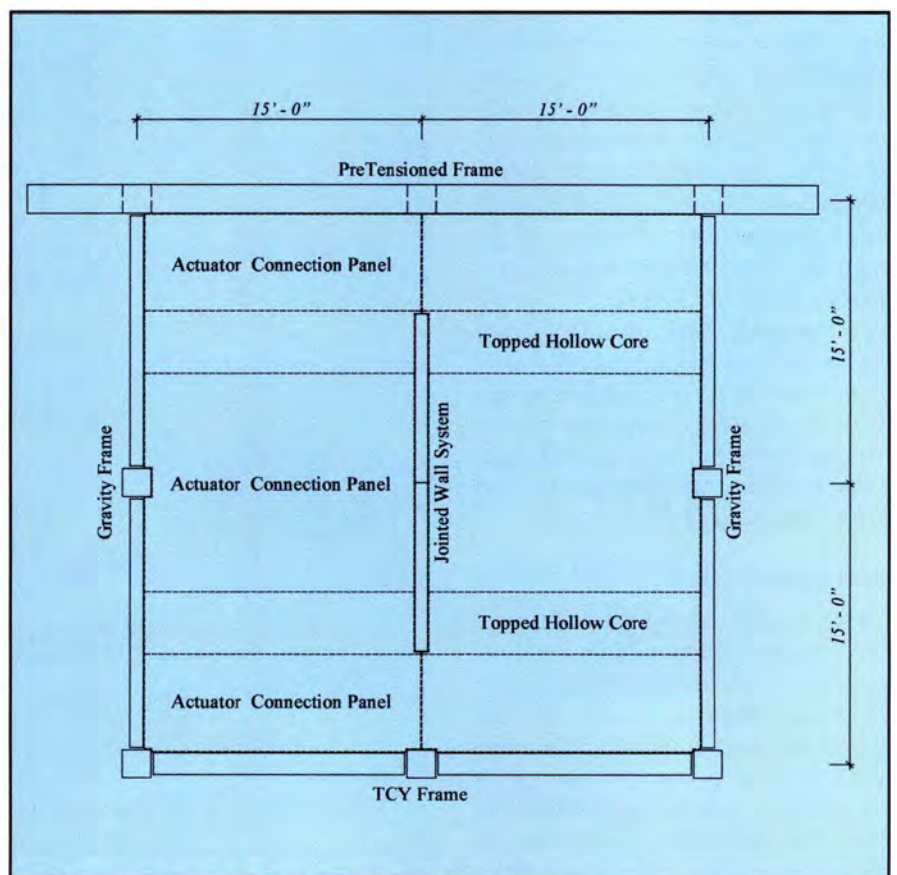 15' - 0"
15' - 0"
PreTensioned Frame
Actuator Connection Panel
Topped Hollow Core
15' - 0"
Gravity Frame
Actuator Connection Panel
Jointed Wall System
Gravity Frame
Topped Hollow Core
15' - 0"
Actuator Connection Panel
TCY Frame